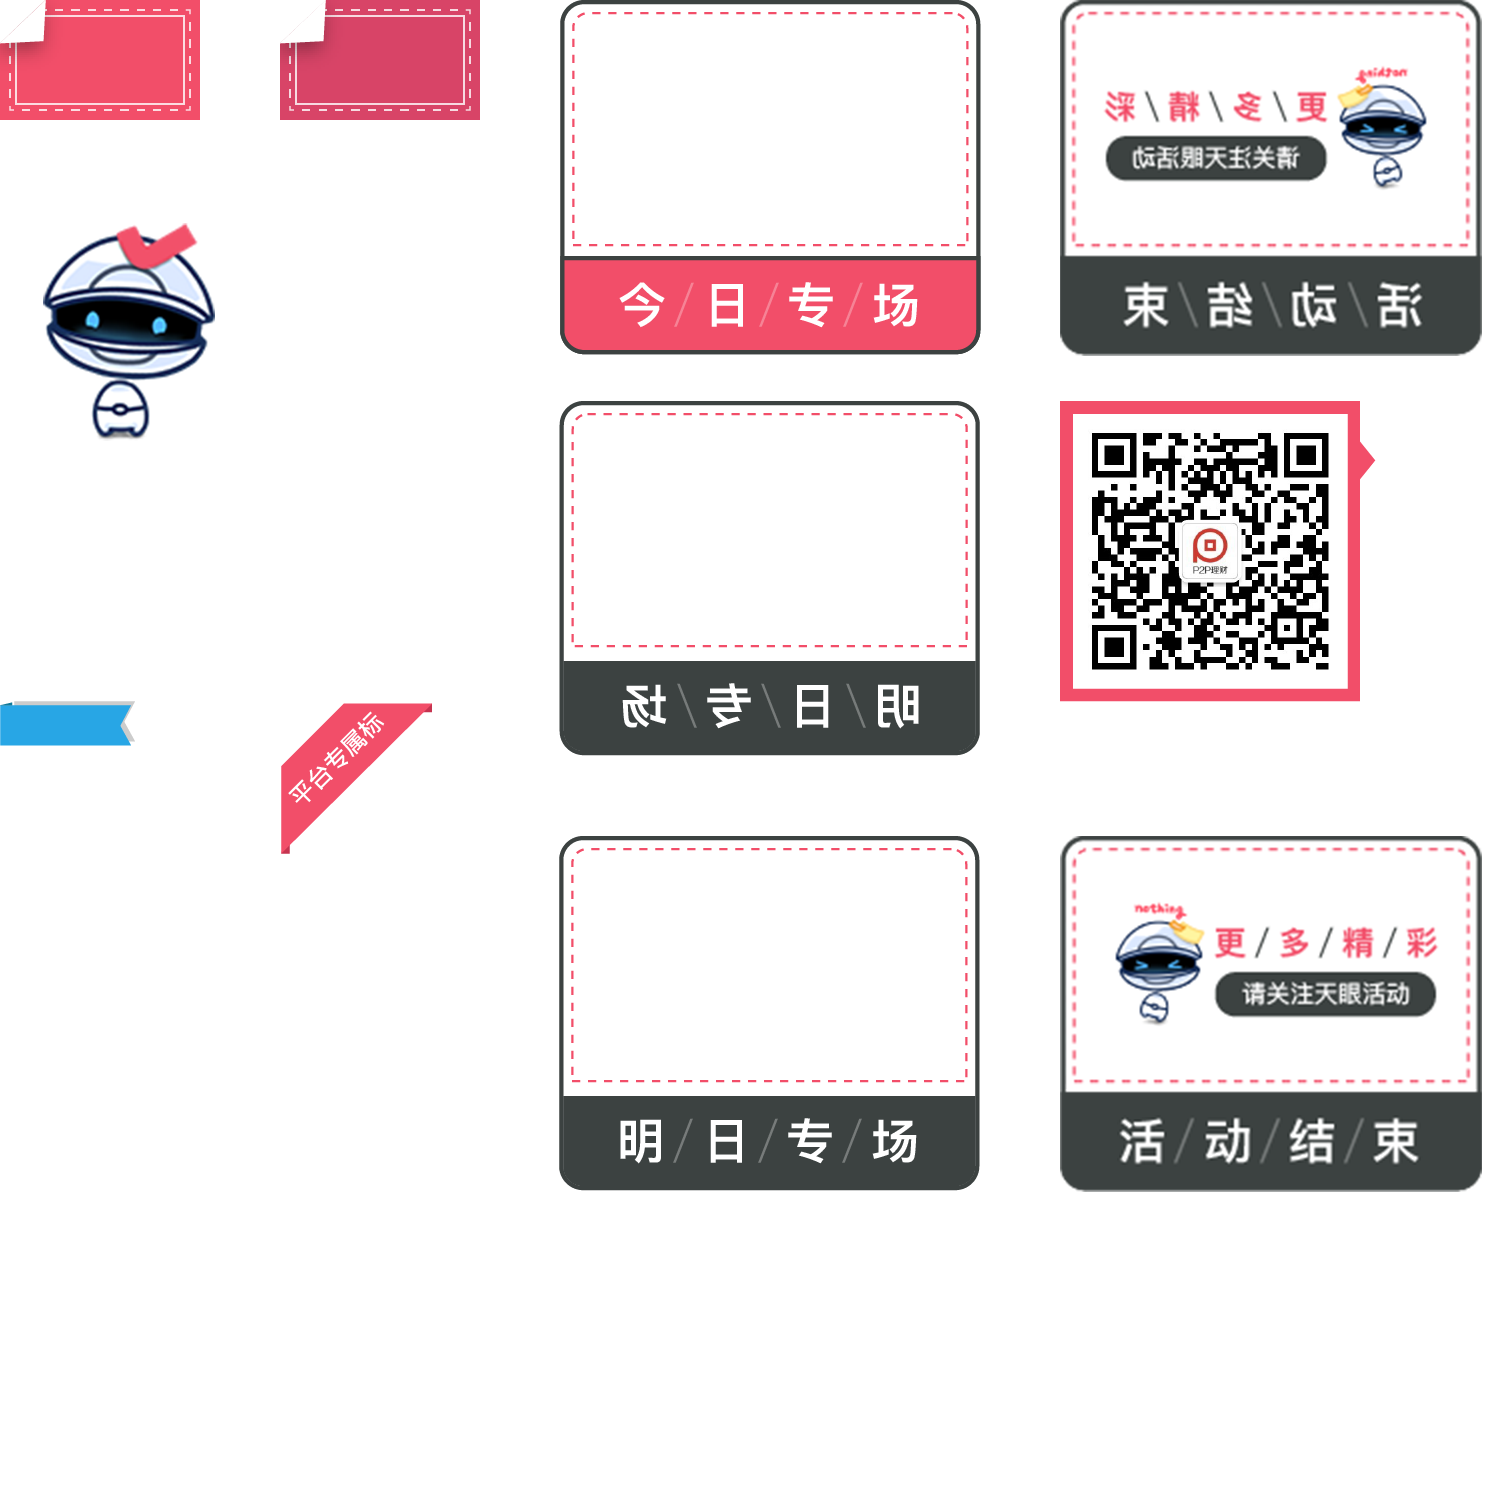 今/日/专/场
nothing
更/多/精/彩
请关注天眼活动
活/动/结/束
明/日/专/场
P2P理财
平台专属标
明/日/专/场
nothing
更/多/精/彩
请关注天眼活动
活/动/结/束